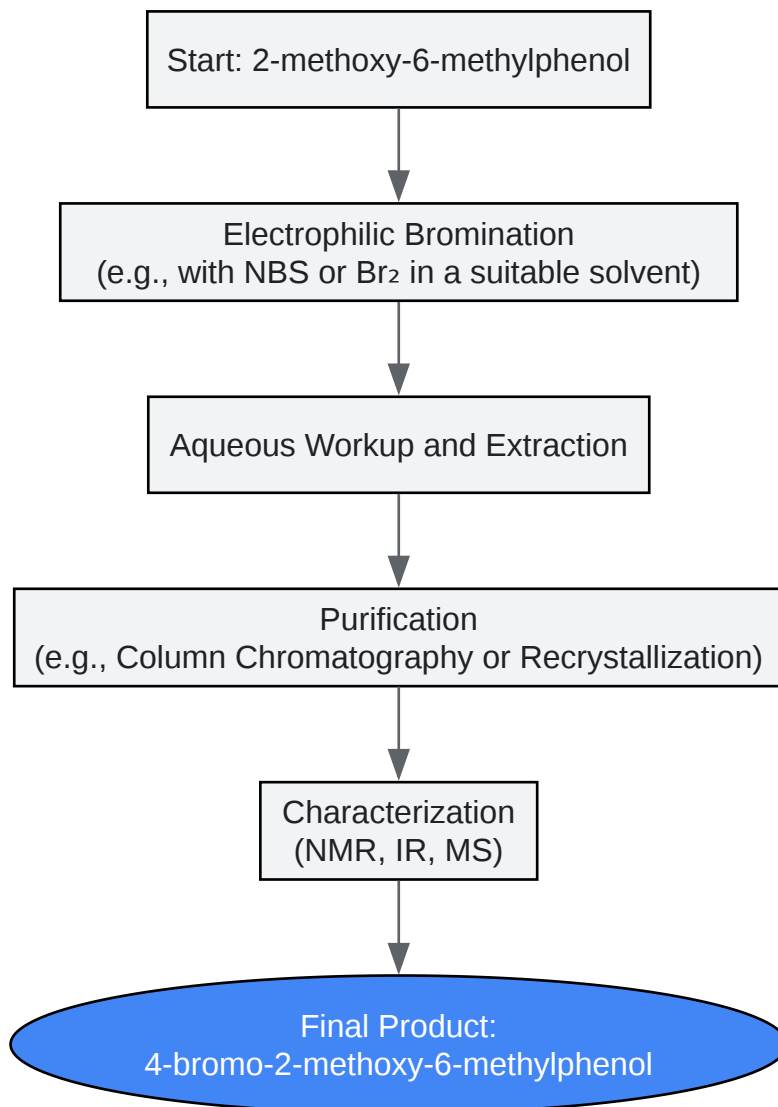 Start: 2-methoxy-6-methylphenol
Electrophilic Bromination
(e.g., with NBS or Br₂ in a suitable solvent)
Aqueous Workup and Extraction
Purification
(e.g., Column Chromatography or Recrystallization)
Characterization
(NMR, IR, MS)
Final Product:
4-bromo-2-methoxy-6-methylphenol